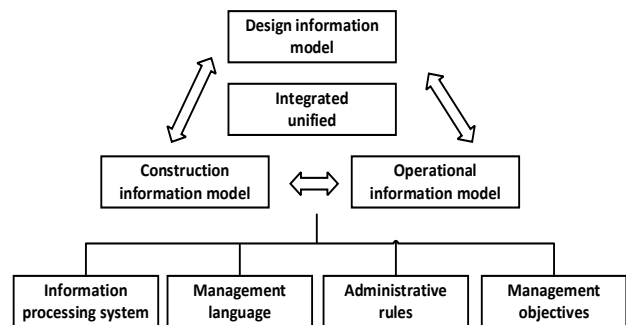 Design information
model
Integrated
unified
Construction
information model
Operational
information model
Information
processing system
Management
language
Administrative
rules
Management
objectives